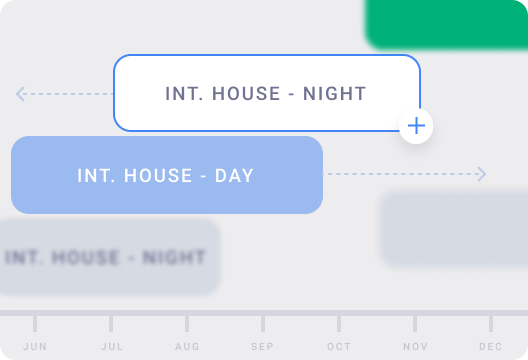 INT. HOUSE - NIGHT
INT. HOUSE - DAY
INT. HOUSE - NIGHT
JUN JUL AUG SEP OCT NOV DEC